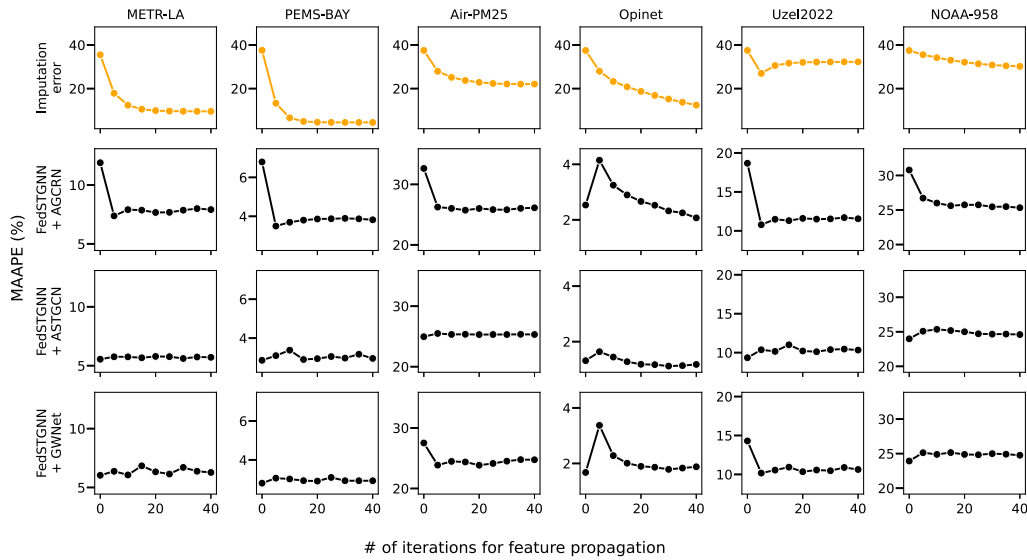 METR-LA PEMS-BAY Air-PM25 Opinet Uzel2022 NOAA-958
MAAPE (%)
Imputation
error
40 40 40 40 40 40
20 20 20 20 20 20
FedSTGNN
+ AGCRN
10 6 30 4 20 30
5 4 20 2 15 25
10 20
FedSTGNN
+ ASTGCN
10 6 30 4 20 30
5 4 20 2 15 25
10 20
FedSTGNN
+ GWNet
10 6 30 4 20 30
5 4 20 2 15 25
10 20
0 20 40 0 20 40 0 20 40 0 20 40 0 20 40 0 20 40
# of iterations for feature propagation